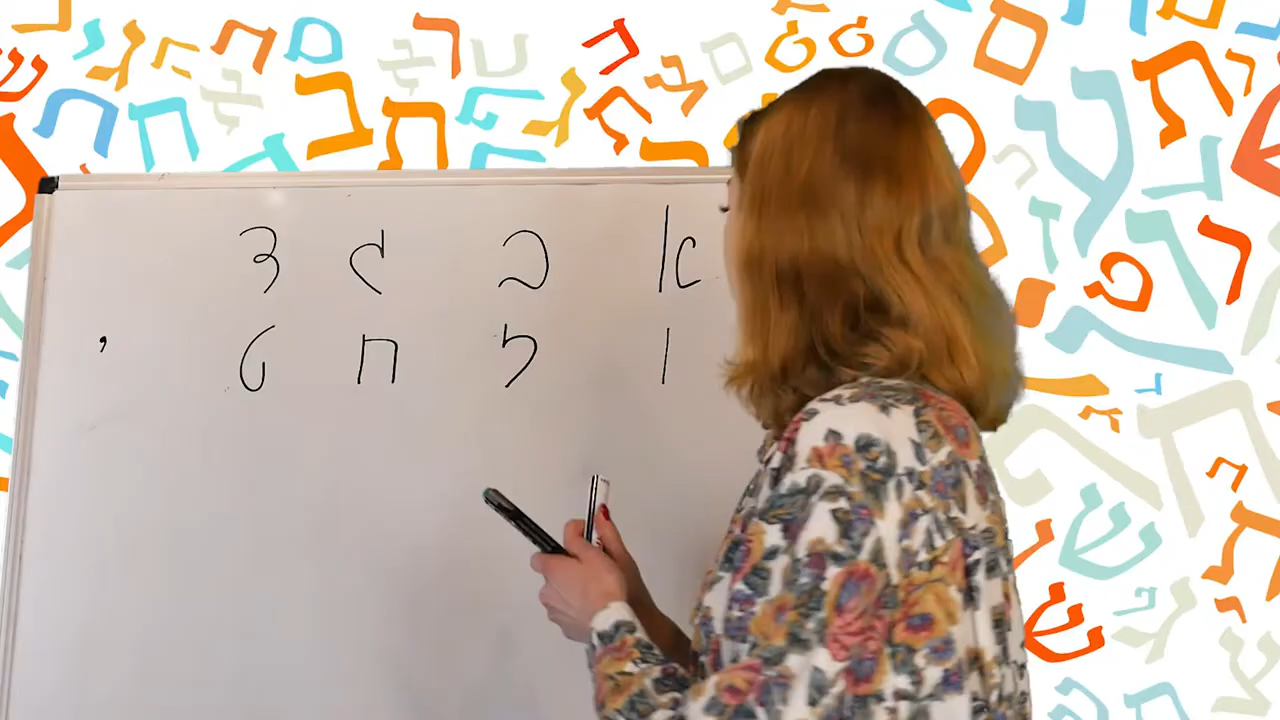 א ב ג ד
ו ז ח ט י